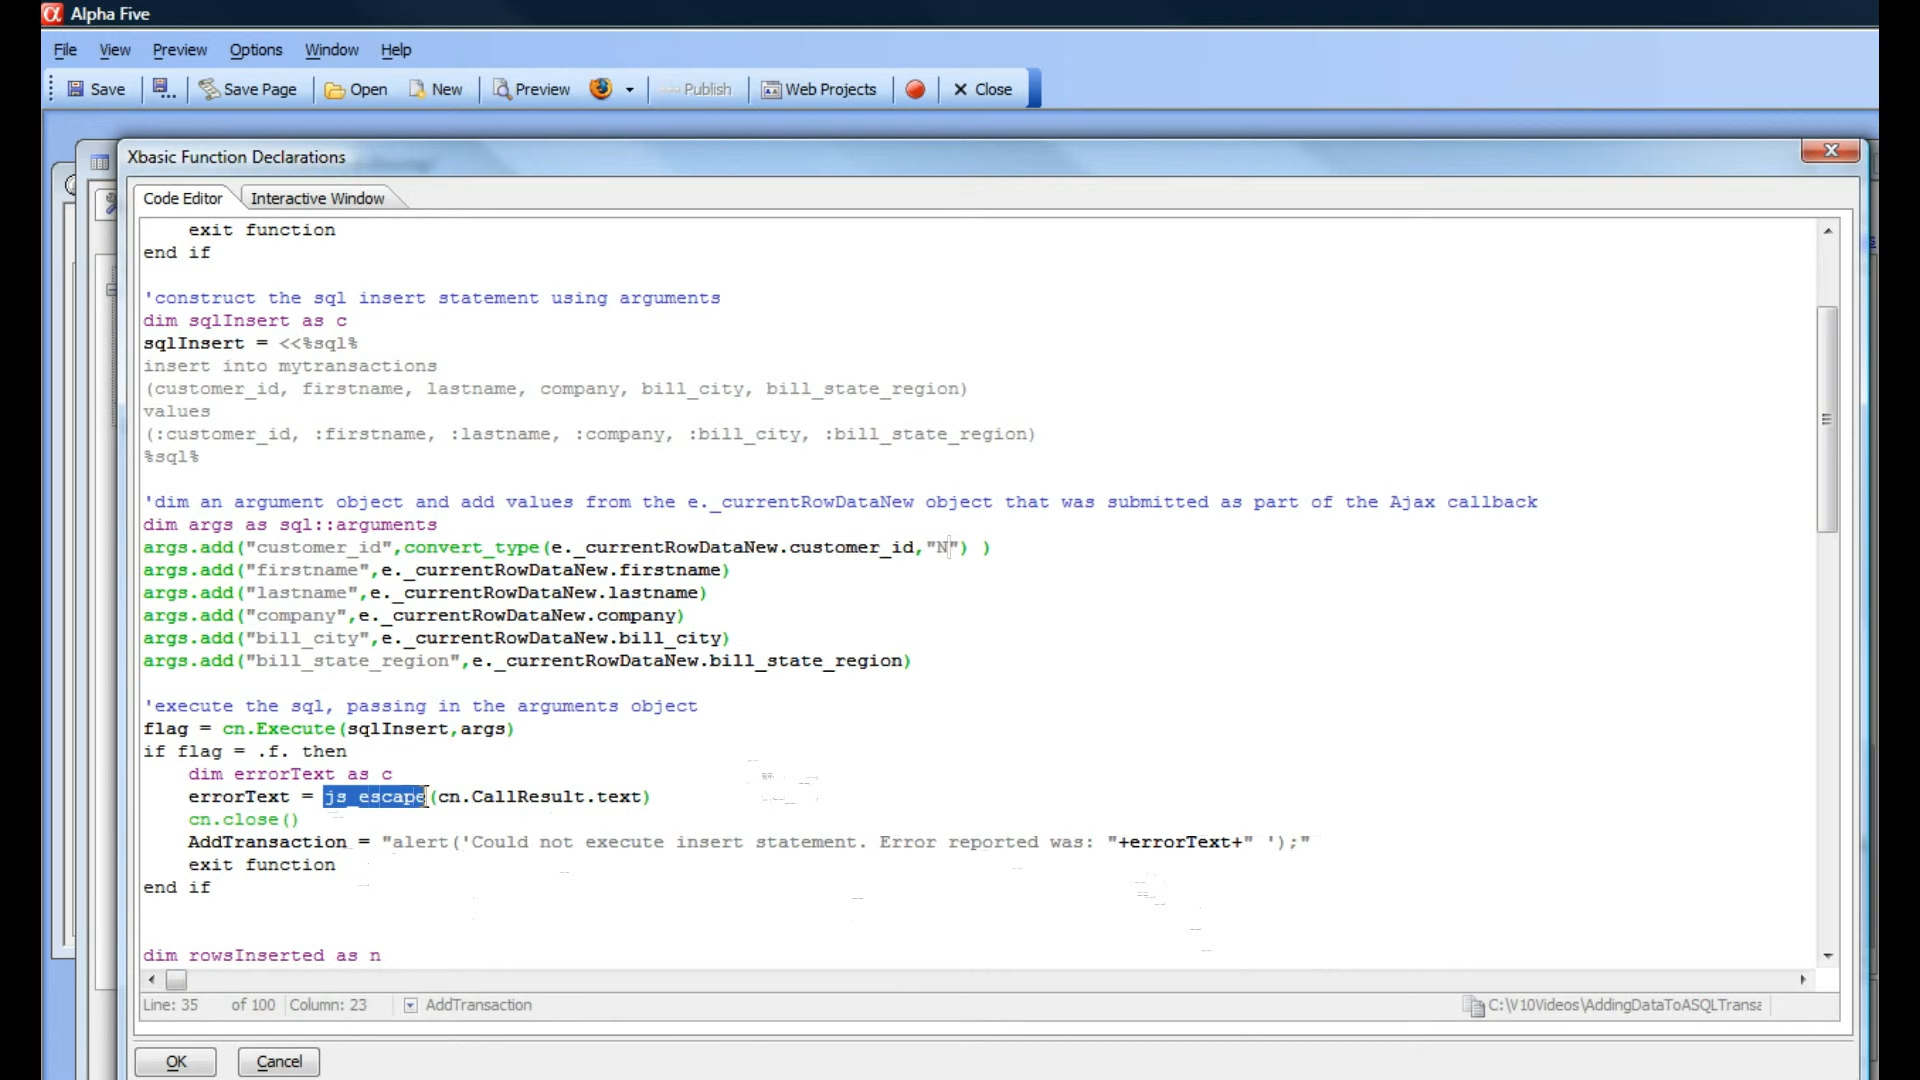 Alpha Five
File View Preview Options Window Help
Save Save Page Open New Preview Publish Web Projects Close
Xbasic Function Declarations
Code Editor Interactive Window
exit function
end if
'construct the sql insert statement using arguments
dim sqlInsert as c
sqlInsert = <<%sql%
insert into mytransactions
(customer_id, firstname, lastname, company, bill_city, bill_state_region)
values
(:customer_id, :firstname, :lastname, :company, :bill_city, :bill_state_region)
%sql%
'dim an argument object and add values from the e._currentRowDataNew object that was submitted as part of the Ajax callback
dim args as sql::arguments
args.add("customer_id",convert_type(e._currentRowDataNew.customer_id,"N") )
args.add("firstname",e._currentRowDataNew.firstname)
args.add("lastname",e._currentRowDataNew.lastname)
args.add("company",e._currentRowDataNew.company)
args.add("bill_city",e._currentRowDataNew.bill_city)
args.add("bill_state_region",e._currentRowDataNew.bill_state_region)
'execute the sql, passing in the arguments object
flag = cn.Execute(sqlInsert,args)
if flag = .f. then
dim errorText as c
errorText = js_escape(cn.CallResult.text)
cn.close()
AddTransaction = "alert('Could not execute insert statement. Error reported was: "+errorText+" ');"
exit function
end if
dim rowsInserted as n
Line: 35 of 100 Column: 23 AddTransaction C:\V10Videos\AddingDataToASQLTransa
OK Cancel